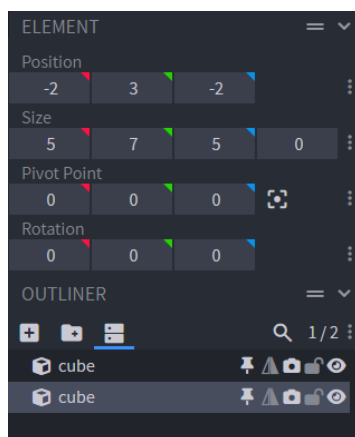 ELEMENT
Position
-2 3 -2
Size
5 7 5 0
Pivot Point
0 0 0
Rotation
0 0 0
OUTLINER
1/2
cube
cube